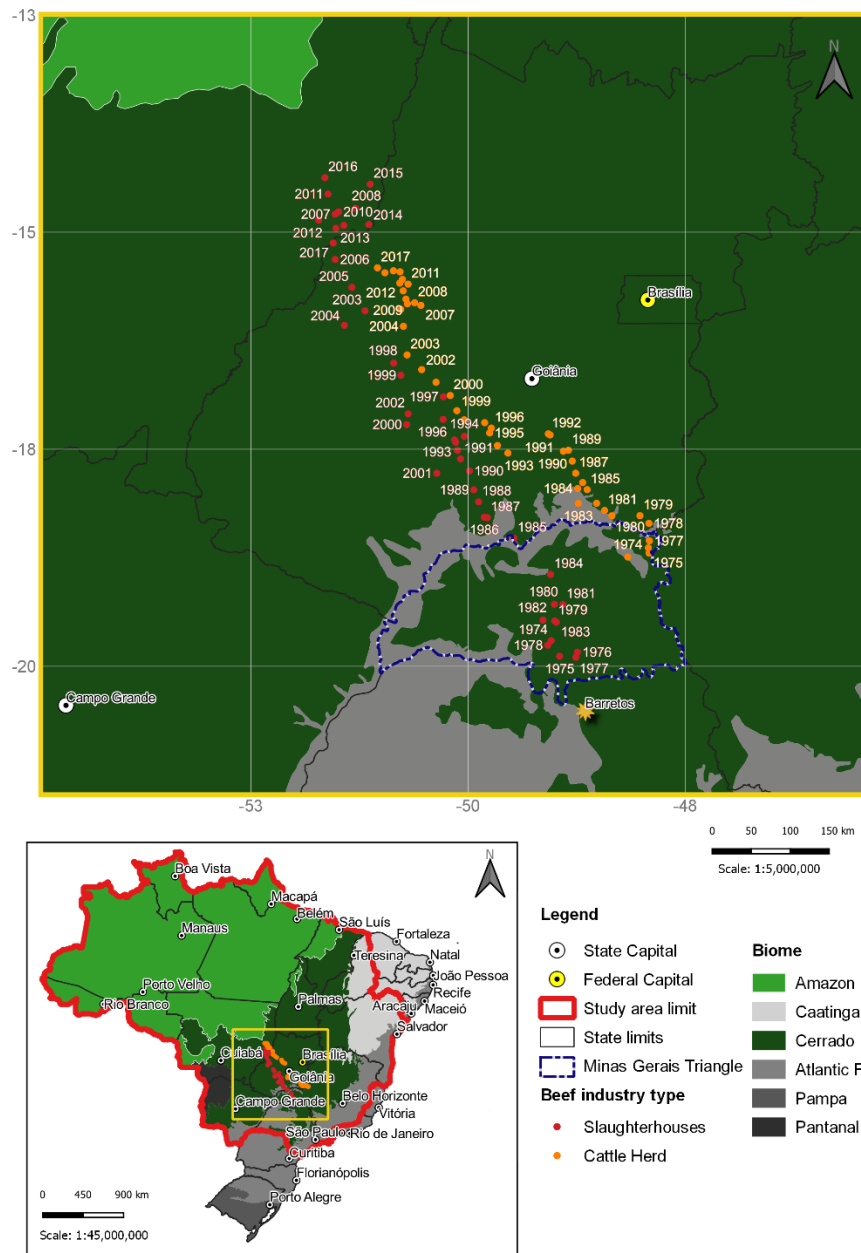 -13
N
2016
2015
2011
2008
2007
2010
2014
2012
2013
2017
2006
2017
2005
2011
2012
2008
2003
2009
2007
2004
2004
2003
1998
2002
1999
2000
1997
1999
2002
1996
1992
2000
1994
1996
1995
1991
1989
1993
1991
1993
1990
1987
2001
1990
1985
1989
1988
1984
1981
1979
1987
1983
1980
1978
1986
1985
1974
1977
1975
1984
1980
1981
1982
1979
1974
1983
1978
1976
1975
1977
Brasília
Goiânia
Campo Grande
Barretos
-15
-18
-20
-53
-50
-48
0 50 100 150 km
Scale: 1:5,000,000
N
Boa Vista
Macapá
Belém
São Luís
Manaus
Fortaleza
Teresina
Natal
João Pessoa
Porto Velho
Recife
Palmas
Rio Branco
Aracaju
Maceió
Salvador
Cuiabá
Brasília
Goiânia
Campo Grande
Belo Horizonte
Vitória
São Paulo
Rio de Janeiro
Curitiba
Florianópolis
Porto Alegre
0 450 900 km
Scale: 1:45,000,000
Legend
State Capital
Federal Capital
Study area limit
State limits
Minas Gerais Triangle
Beef industry type
Slaughterhouses
Cattle Herd
Biome
Amazon
Caatinga
Cerrado
Atlantic F
Pampa
Pantanal